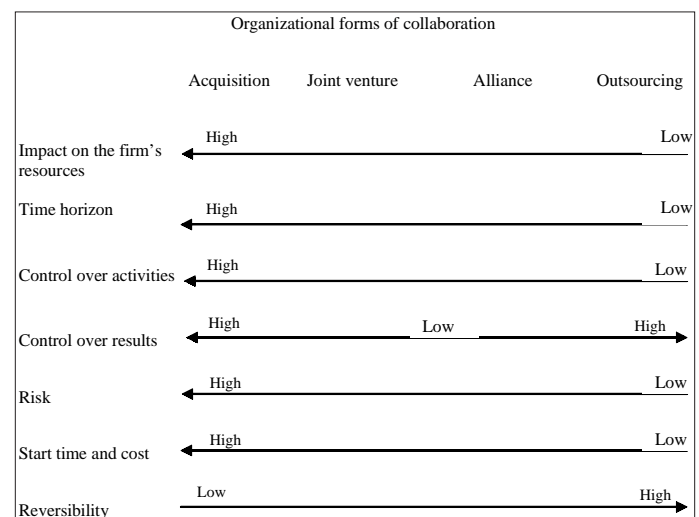 Organizational forms of collaboration
Acquisition Joint venture Alliance Outsourcing
Impact on the firm's resources High Low
Time horizon High Low
Control over activities High Low
Control over results High Low High
Risk High Low
Start time and cost High Low
Reversibility Low High